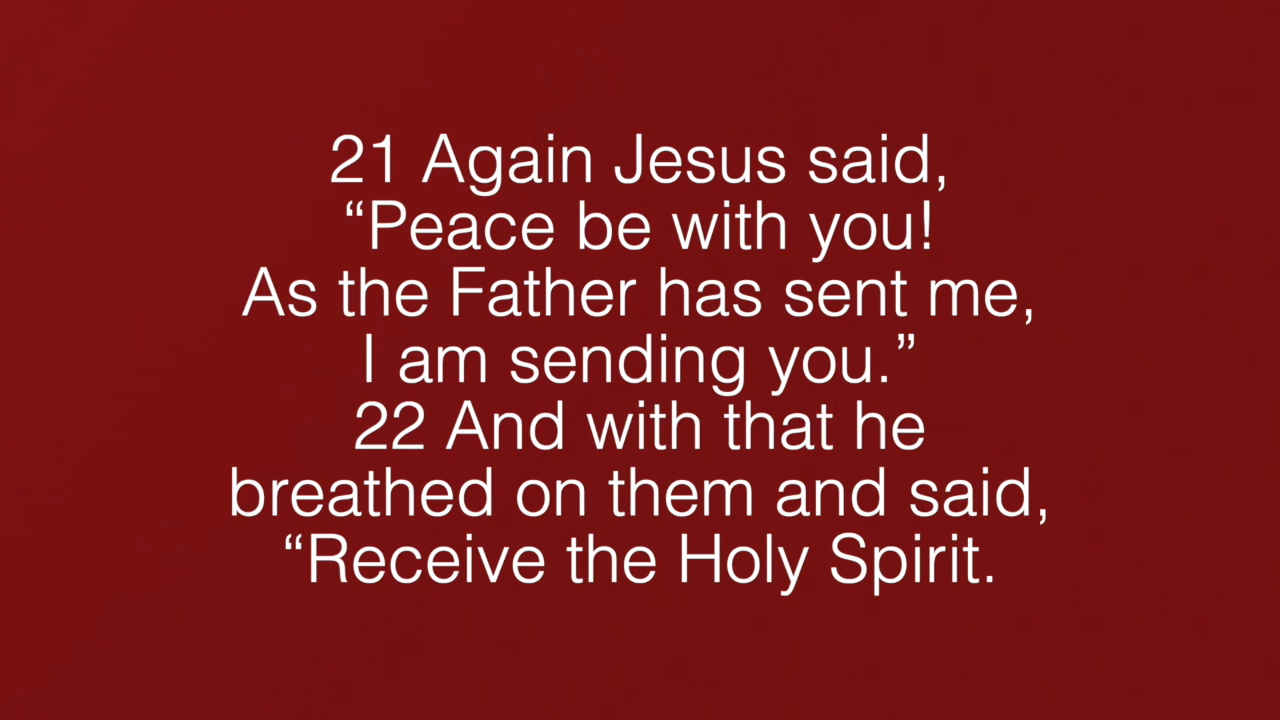 21 Again Jesus said,
“Peace be with you!
As the Father has sent me,
I am sending you.”
22 And with that he
breathed on them and said,
“Receive the Holy Spirit.